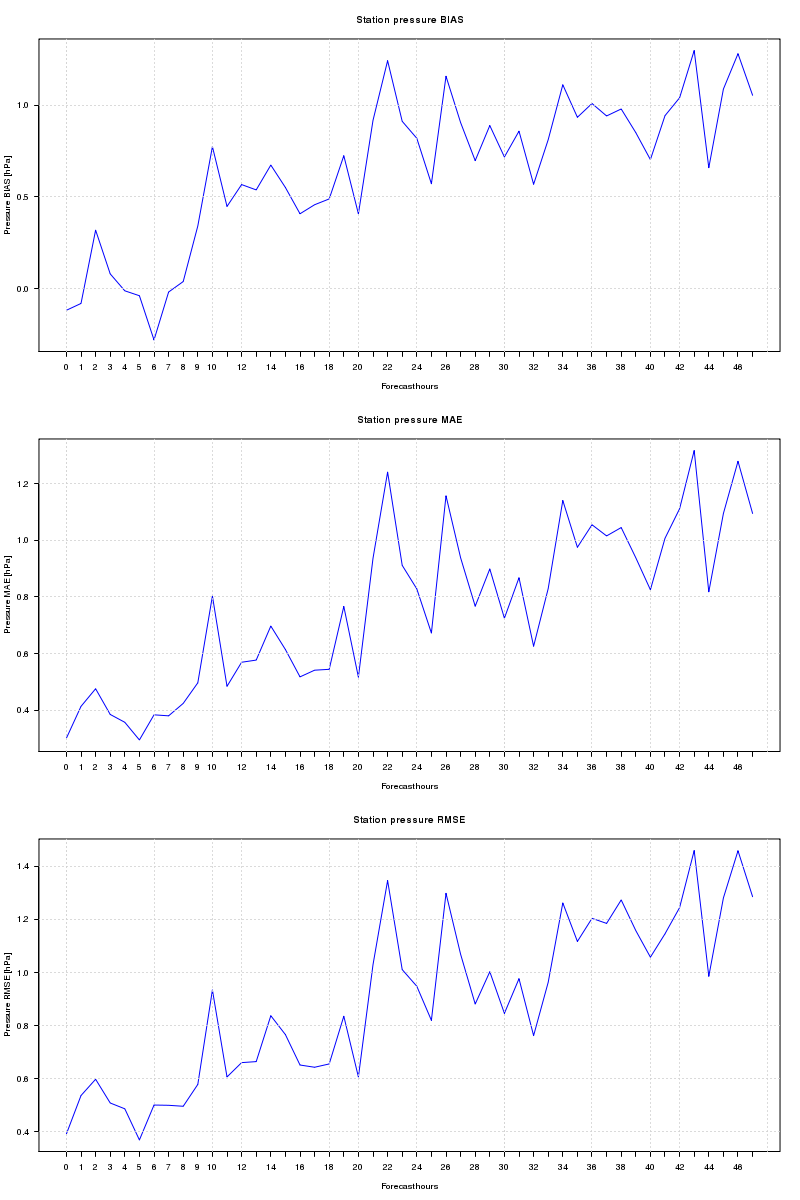 Station pressure BIAS
Pressure BIAS [hPa]
1.0
0.5
0.0
0 1 2 3 4 5 6 7 8 9 10 12 14 16 18 20 22 24 26 28 30 32 34 36 38 40 42 44 46
Forecasthours
Station pressure MAE
Pressure MAE [hPa]
1.2
1.0
0.8
0.6
0.4
0 1 2 3 4 5 6 7 8 9 10 12 14 16 18 20 22 24 26 28 30 32 34 36 38 40 42 44 46
Forecasthours
Station pressure RMSE
Pressure RMSE [hPa]
1.4
1.2
1.0
0.8
0.6
0.4
0 1 2 3 4 5 6 7 8 9 10 12 14 16 18 20 22 24 26 28 30 32 34 36 38 40 42 44 46
Forecasthours